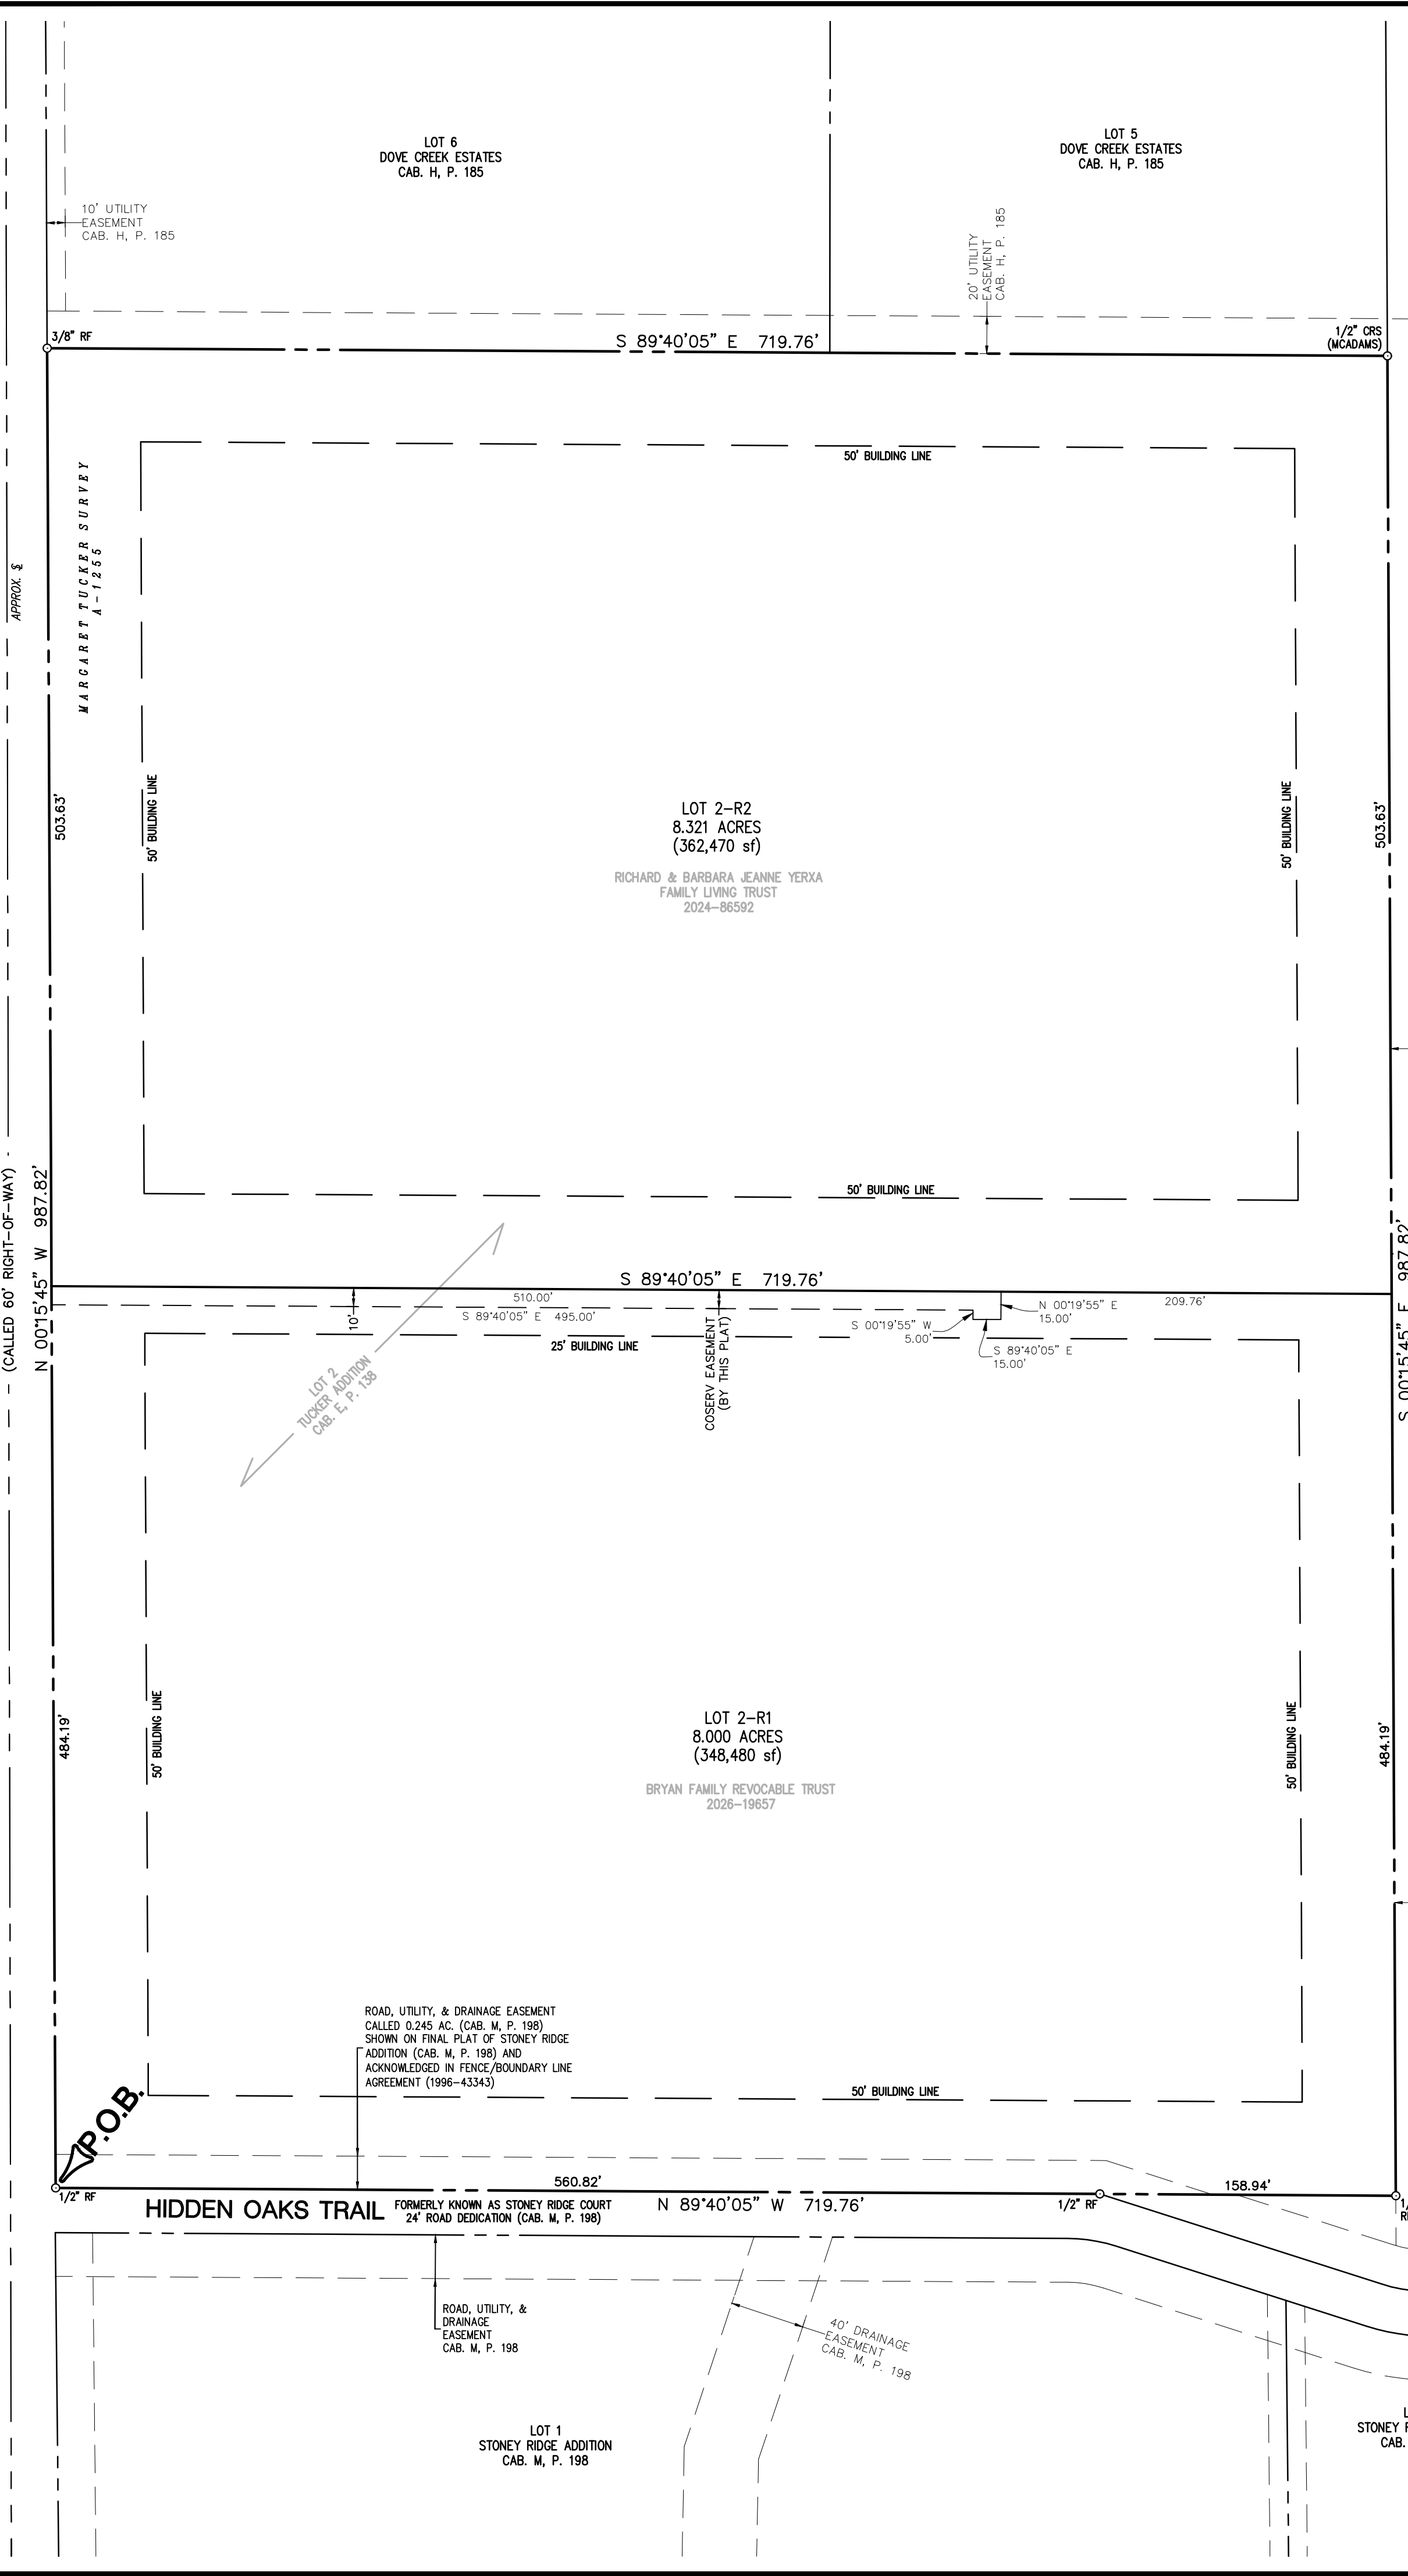 LOT 6
DOVE CREEK ESTATES
CAB. H, P. 185
LOT 5
DOVE CREEK ESTATES
CAB. H, P. 185
10' UTILITY
EASEMENT
CAB. H, P. 185
20' UTILITY
EASEMENT
CAB. H, P. 185
3/8" RF
S 89°40'05" E 719.76'
1/2" CRS
(MCADAMS)
50' BUILDING LINE
MARGARET TUCKER SURVEY
A-1255
APPROX. ℄
503.63'
50' BUILDING LINE
LOT 2-R2
8.321 ACRES
(362,470 sf)
50' BUILDING LINE
503.63'
RICHARD & BARBARA JEANNE YERXA
FAMILY LIVING TRUST
2024-86592
(CALLED 60' RIGHT-OF-WAY)
N 00°15'45" W 987.82'
50' BUILDING LINE
S 00°15'45" E 987.82'
S 89°40'05" E 719.76'
510.00'
S 89°40'05" E 495.00'
10'
N 00°19'55" E
15.00'
209.76'
S 00°19'55" W
5.00'
S 89°40'05" E
15.00'
25' BUILDING LINE
COSERV EASEMENT
(BY THIS PLAT)
LOT 2
TUCKER ADDITION
CAB. E, P. 138
484.19'
50' BUILDING LINE
LOT 2-R1
8.000 ACRES
(348,480 sf)
50' BUILDING LINE
484.19'
BRYAN FAMILY REVOCABLE TRUST
2026-19657
ROAD, UTILITY, & DRAINAGE EASEMENT
CALLED 0.245 AC. (CAB. M, P. 198)
SHOWN ON FINAL PLAT OF STONEY RIDGE
ADDITION (CAB. M, P. 198) AND
ACKNOWLEDGED IN FENCE/BOUNDARY LINE
AGREEMENT (1996-43343)
50' BUILDING LINE
P.O.B.
1/2" RF
560.82'
158.94'
HIDDEN OAKS TRAIL
FORMERLY KNOWN AS STONEY RIDGE COURT
24' ROAD DEDICATION (CAB. M, P. 198)
N 89°40'05" W 719.76'
1/2" RF
ROAD, UTILITY, &
DRAINAGE
EASEMENT
CAB. M, P. 198
40' DRAINAGE
EASEMENT
CAB. M, P. 198
LOT 1
STONEY RIDGE ADDITION
CAB. M, P. 198
STONEY
CAB.